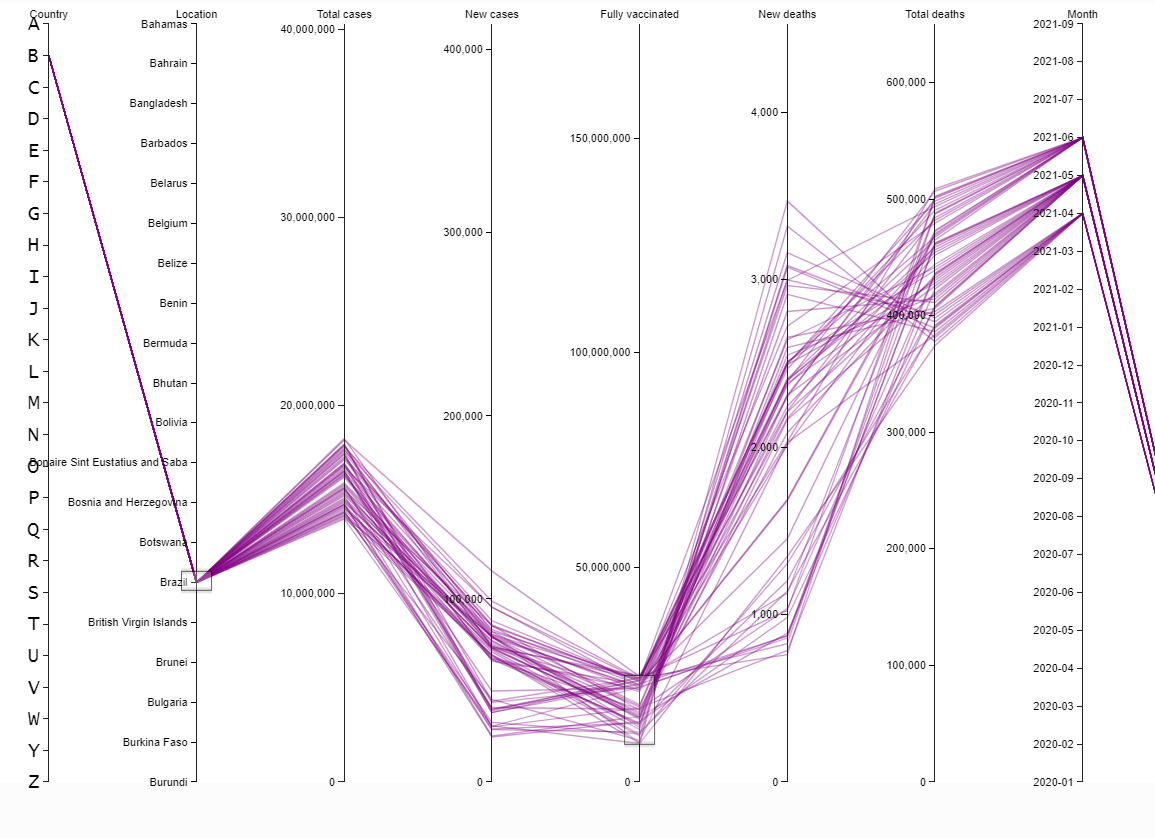 Country
Location
Total cases
New cases
Fully vaccinated
New deaths
Total deaths
Month
A
B
C
D
E
F
G
H
I
J
K
L
M
N
O
P
Q
R
S
T
U
V
W
Y
Z
Bahamas
Bahrain
Bangladesh
Barbados
Belarus
Belgium
Belize
Benin
Bermuda
Bhutan
Bolivia
Bonaire Sint Eustatius and Saba
Bosnia and Herzegovina
Botswana
Brazil
British Virgin Islands
Brunei
Bulgaria
Burkina Faso
Burundi
40,000,000
30,000,000
20,000,000
10,000,000
0
400,000
300,000
200,000
100,000
0
150,000,000
100,000,000
50,000,000
0
4,000
3,000
2,000
1,000
0
600,000
500,000
400,000
300,000
200,000
100,000
0
2021-09
2021-08
2021-07
2021-06
2021-05
2021-04
2021-03
2021-02
2021-01
2020-12
2020-11
2020-10
2020-09
2020-08
2020-07
2020-06
2020-05
2020-04
2020-03
2020-02
2020-01